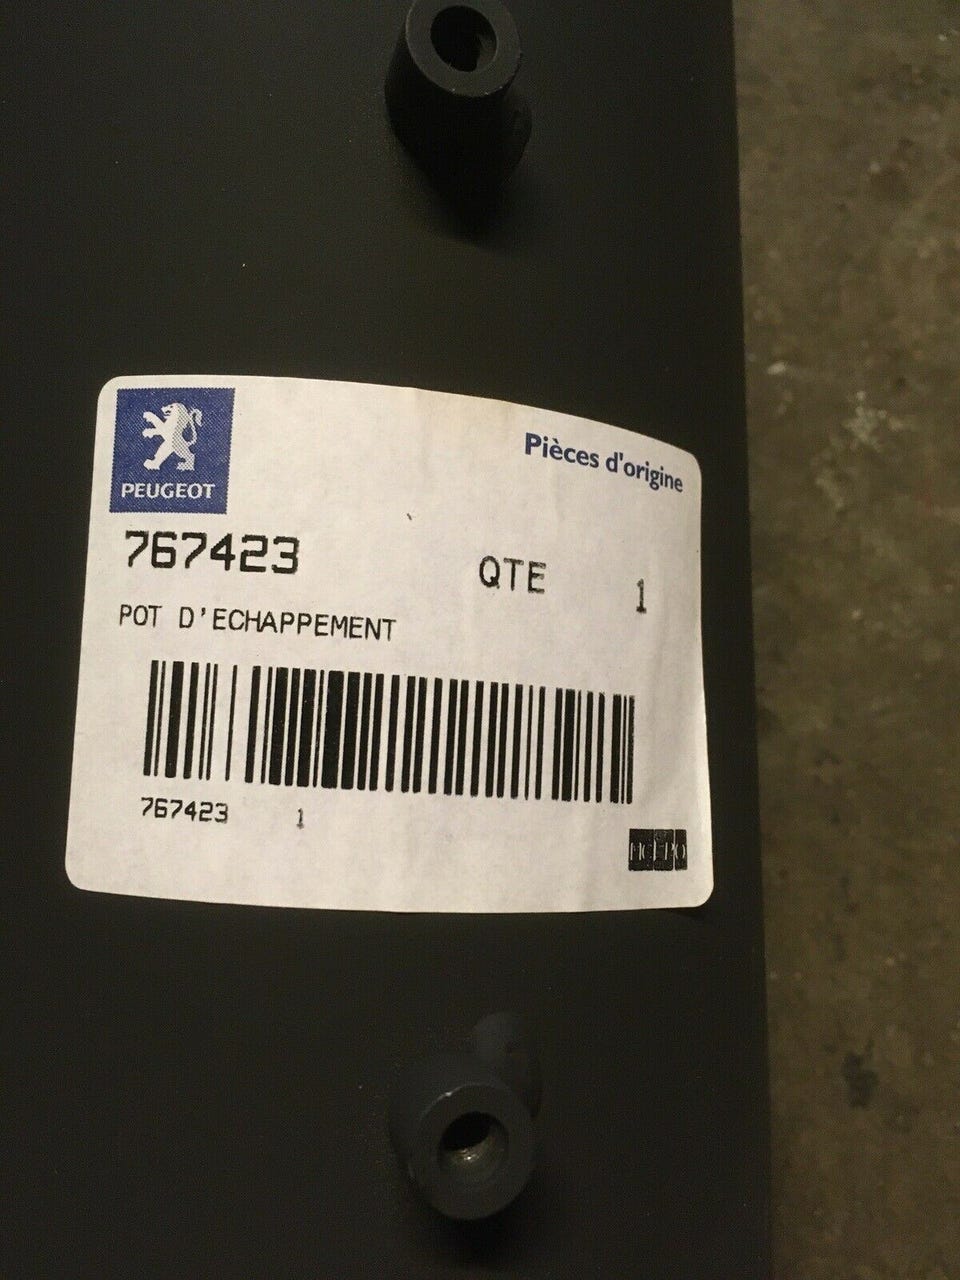 PEUGEOT
Pièces d'origine
767423
QTE 1
POT D'ECHAPPEMENT
767423 1